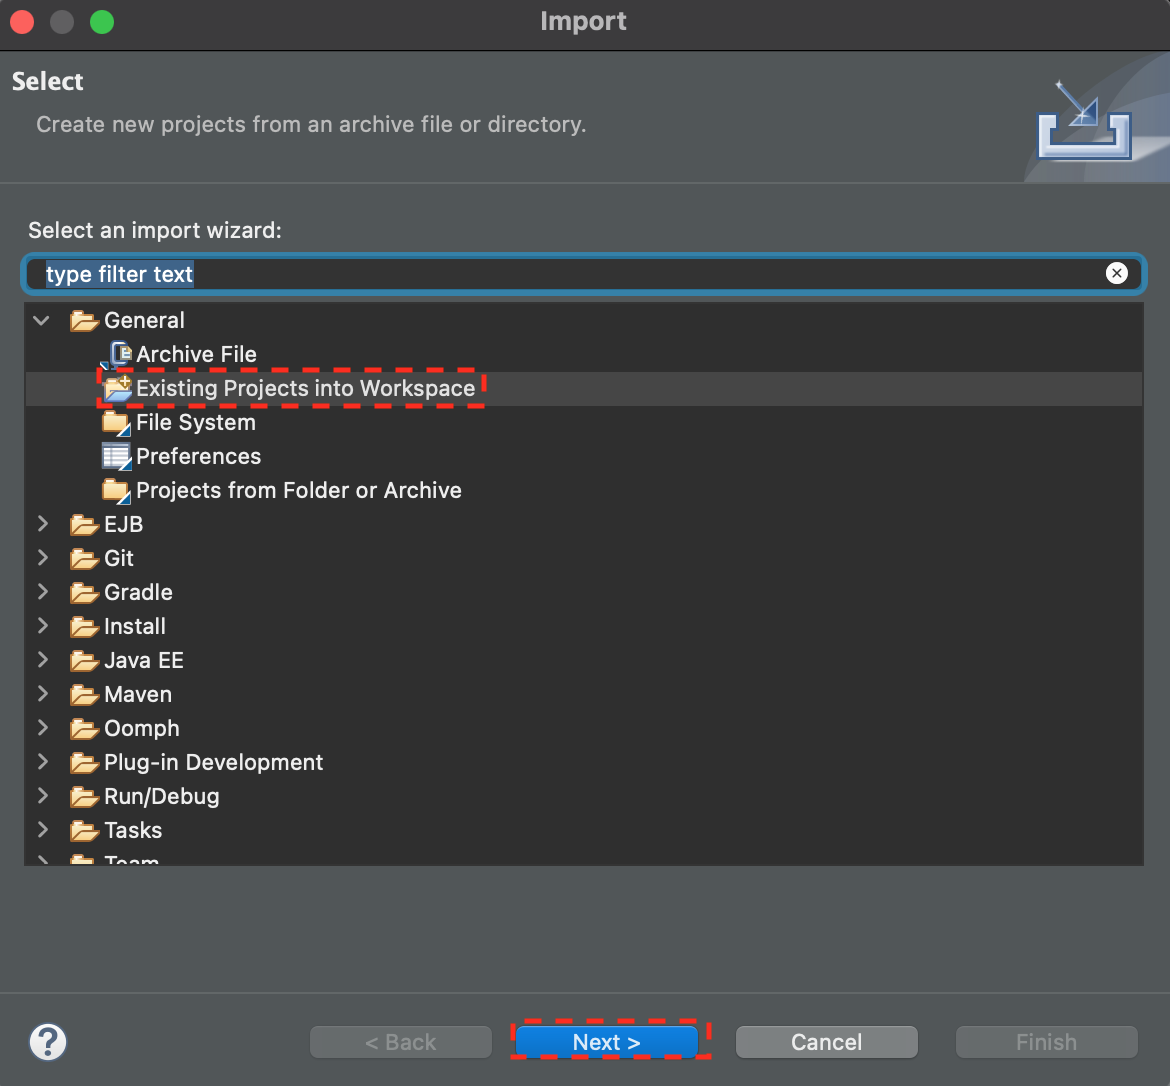 Import
Select
Create new projects from an archive file or directory.
Select an import wizard:
type filter text
General
Archive File
Existing Projects into Workspace
File System
Preferences
Projects from Folder or Archive
EJB
Git
Gradle
Install
Java EE
Maven
Oomph
Plug-in Development
Run/Debug
Tasks
Team
?
< Back
Next >
Cancel
Finish